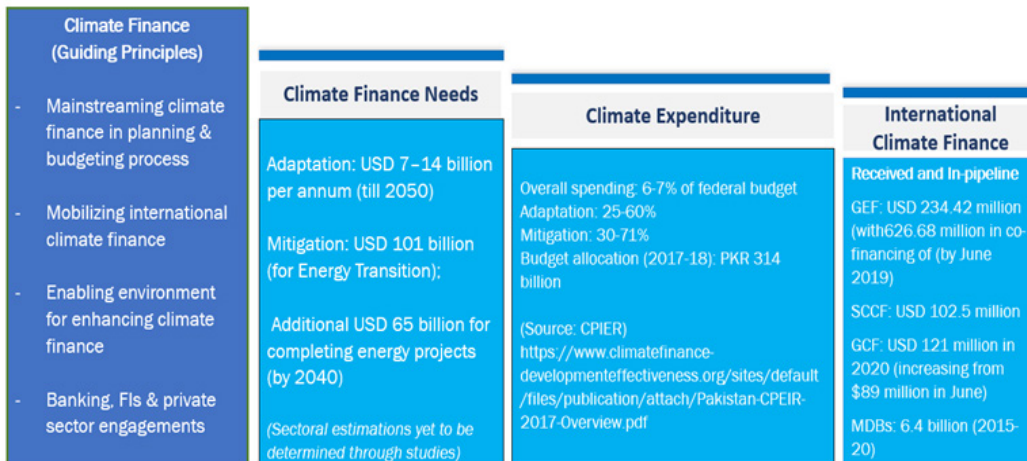 Climate Finance
(Guiding Principles)
- Mainstreaming climate
finance in planning &
budgeting process
- Mobilizing international
climate finance
- Enabling environment
for enhancing climate
finance
- Banking, FIs & private
sector engagements
Climate Finance Needs
Adaptation: USD 7–14 billion
per annum (till 2050)
Mitigation: USD 101 billion
(for Energy Transition);
Additional USD 65 billion for
completing energy projects
(by 2040)
(Sectoral estimations yet to be
determined through studies)
Climate Expenditure
Overall spending: 6-7% of federal budget
Adaptation: 25-60%
Mitigation: 30-71%
Budget allocation (2017-18): PKR 314
billion
(Source: CPIER)
https://www.climatefinance-
developmenteffectiveness.org/sites/default
/files/publication/attach/Pakistan-CPEIR-
2017-Overview.pdf
International
Climate Finance
Received and In-pipeline
GEF: USD 234.42 million
(with626.68 million in co-
financing of (by June
2019)
SCCF: USD 102.5 million
GCF: USD 121 million in
2020 (increasing from
$89 million in June)
MDBs: 6.4 billion (2015-
20)